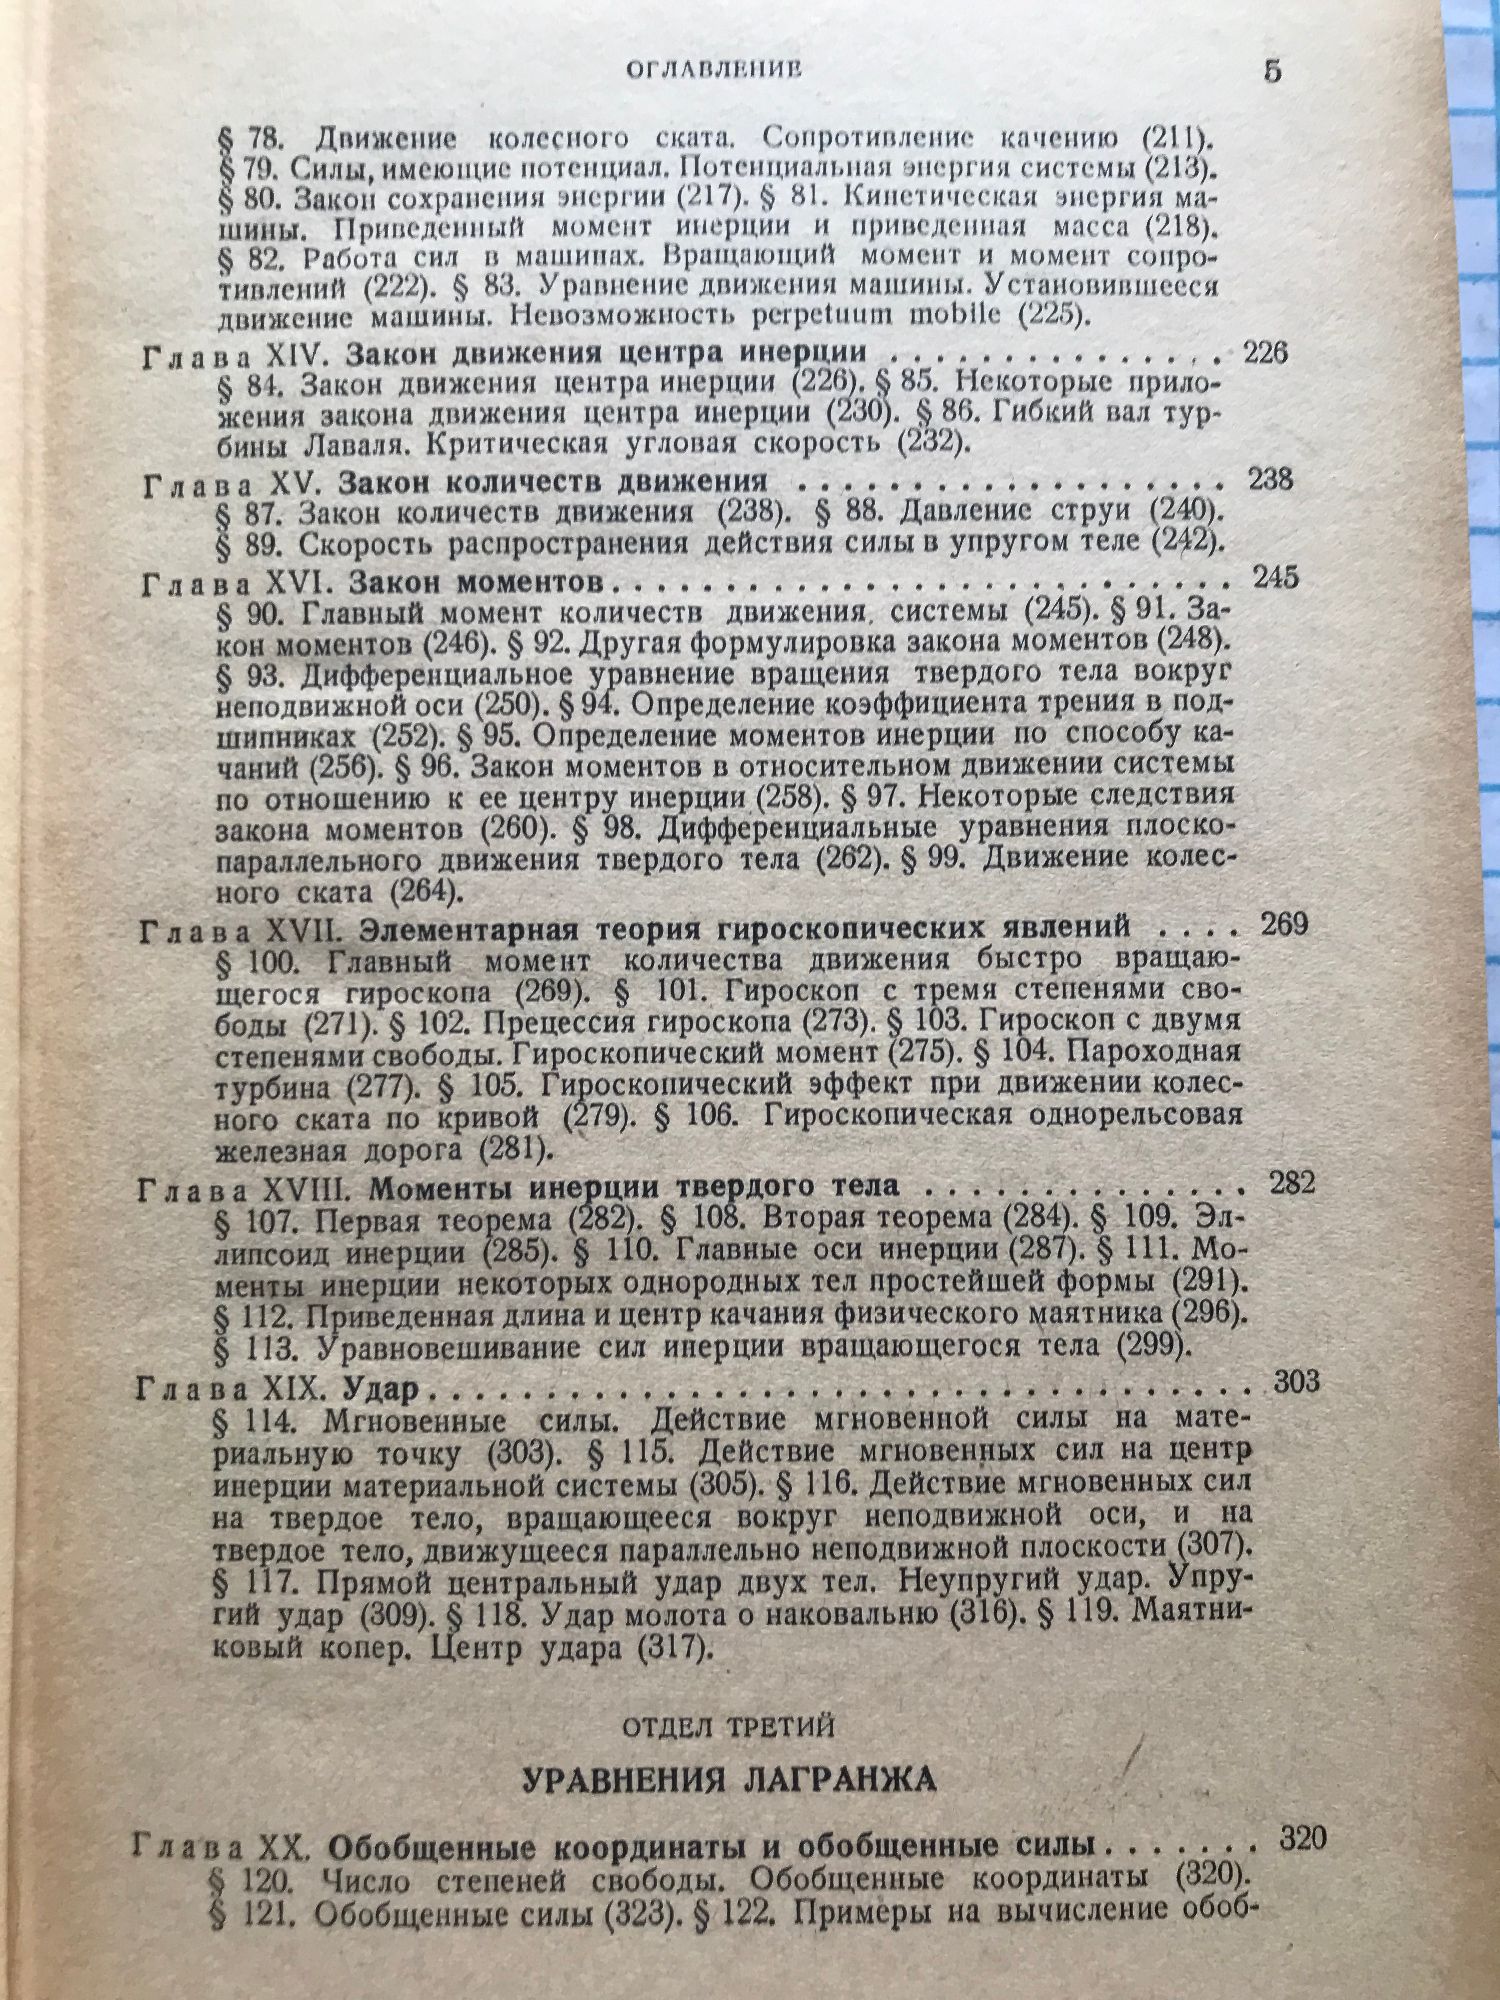 ОГЛАВЛЕНИЕ 5
§ 78. Движение колесного ската. Сопротивление качению (211).
§ 79. Силы, имеющие потенциал. Потенциальная энергия системы (213).
§ 80. Закон сохранения энергии (217). § 81. Кинетическая энергия ма-
шины. Приведенный момент инерции и приведенная масса (218).
§ 82. Работа сил в машинах. Вращающий момент и момент сопро-
тивлений (222). § 83. Уравнение движения машины. Установившееся
движение машины. Невозможность perpetuum mobile (225).
Глава XIV. Закон движения центра инерции . . . . . . . . . . . . . . . 226
§ 84. Закон движения центра инерции (226). § 85. Некоторые прило-
жения закона движения центра инерции (230). § 86. Гибкий вал тур-
бины Лаваля. Критическая угловая скорость (232).
Глава XV. Закон количеств движения . . . . . . . . . . . . . . . . . . . 238
§ 87. Закон количеств движения (238). § 88. Давление струи (240).
§ 89. Скорость распространения действия силы в упругом теле (242).
Глава XVI. Закон моментов . . . . . . . . . . . . . . . . . . . . . . . . . . . 245
§ 90. Главный момент количеств движения системы (245). § 91. За-
кон моментов (246). § 92. Другая формулировка закона моментов (248).
§ 93. Дифференциальное уравнение вращения твердого тела вокруг
неподвижной оси (250). § 94. Определение коэффициента трения в под-
шипниках (252). § 95. Определение моментов инерции по способу ка-
чаний (256). § 96. Закон моментов в относительном движении системы
по отношению к ее центру инерции (258). § 97. Некоторые следствия
закона моментов (260). § 98. Дифференциальные уравнения плоско-
параллельного движения твердого тела (262). § 99. Движение колес-
ного ската (264).
Глава XVII. Элементарная теория гироскопических явлений . . . . 269
§ 100. Главный момент количества движения быстро вращаю-
щегося гироскопа (269). § 101. Гироскоп с тремя степенями сво-
боды (271). § 102. Прецессия гироскопа (273). § 103. Гироскоп с двумя
степенями свободы. Гироскопический момент (275). § 104. Пароходная
турбина (277). § 105. Гироскопический эффект при движении колес-
ного ската по кривой (279). § 106. Гироскопическая однорельсовая
железная дорога (281).
Глава XVIII. Моменты инерции твердого тела . . . . . . . . . . . . . . 282
§ 107. Первая теорема (282). § 108. Вторая теорема (284). § 109. Эл-
липсоид инерции (285). § 110. Главные оси инерции (287). § 111. Мо-
менты инерции некоторых однородных тел простейшей формы (291).
§ 112. Приведенная длина и центр качания физического маятника (296).
§ 113. Уравновешивание сил инерции вращающегося тела (299).
Глава XIX. Удар . . . . . . . . . . . . . . . . . . . . . . . . . . . . . . . . . . . 303
§ 114. Мгновенные силы. Действие мгновенной силы на мате-
риальную точку (303). § 115. Действие мгновенных сил на центр
инерции материальной системы (305). § 116. Действие мгновенных сил
на твердое тело, вращающееся вокруг неподвижной оси, и на
твердое тело, движущееся параллельно неподвижной плоскости (307).
§ 117. Прямой центральный удар двух тел. Неупругий удар. Упру-
гий удар (309). § 118. Удар молота о наковальню (316). § 119. Маятни-
ковый копер. Центр удара (317).
ОТДЕЛ ТРЕТИЙ
УРАВНЕНИЯ ЛАГРАНЖА
Глава XX. Обобщенные координаты и обобщенные силы . . . . . . . 320
§ 120. Число степеней свободы. Обобщенные координаты (320).
§ 121. Обобщенные силы (323). § 122. Примеры на вычисление обоб-